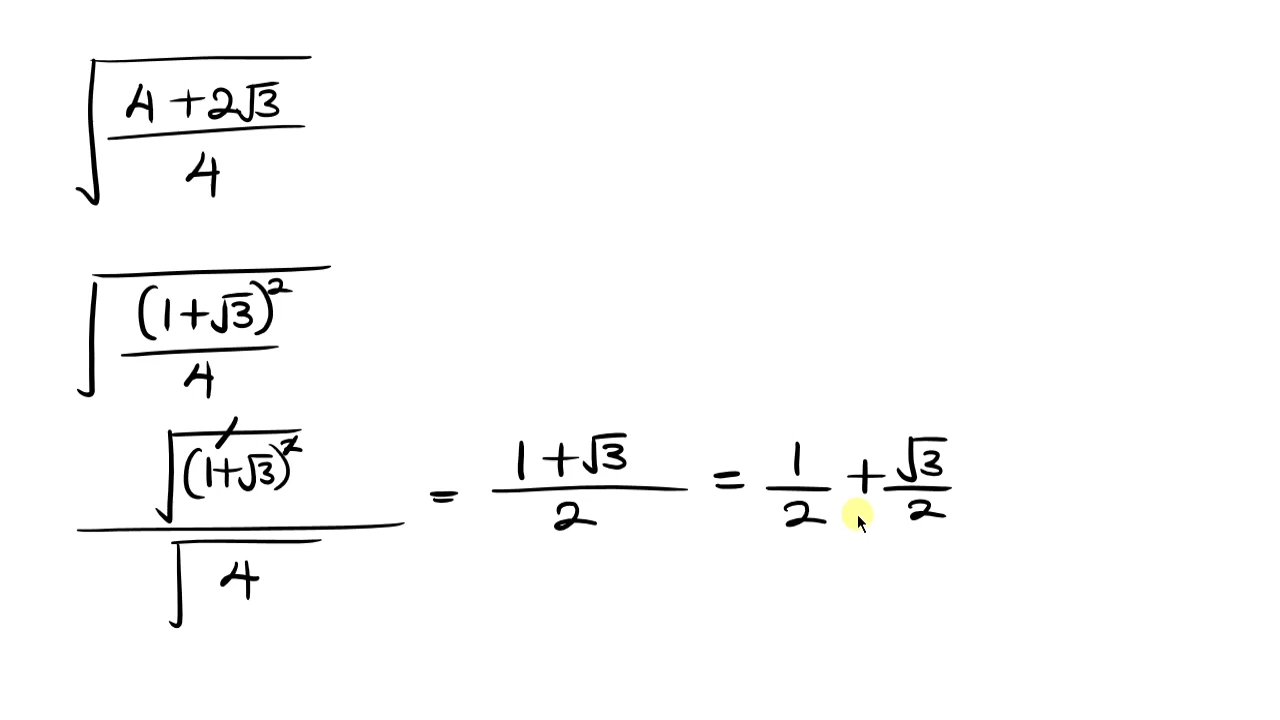 √((4+2√3)/4)
√((1+√3)²/4)
√((1+√3)²)/√4 = (1+√3)/2 = 1/2 + √3/2